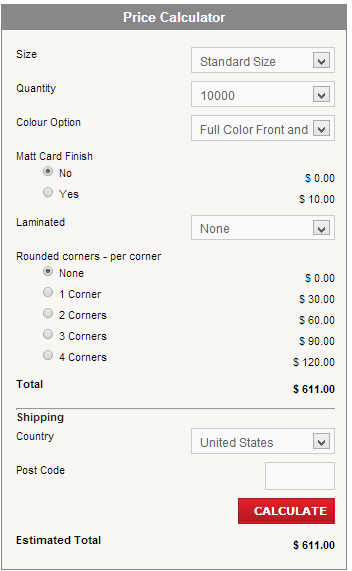 Price Calculator
Size Standard Size
Quantity 10000
Colour Option Full Color Front and
Matt Card Finish
No $ 0.00
Yes $ 10.00
Laminated None
Rounded corners - per corner
None $ 0.00
1 Corner $ 30.00
2 Corners $ 60.00
3 Corners $ 90.00
4 Corners $ 120.00
Total $ 611.00
Shipping
Country United States
Post Code
CALCULATE
Estimated Total $ 611.00